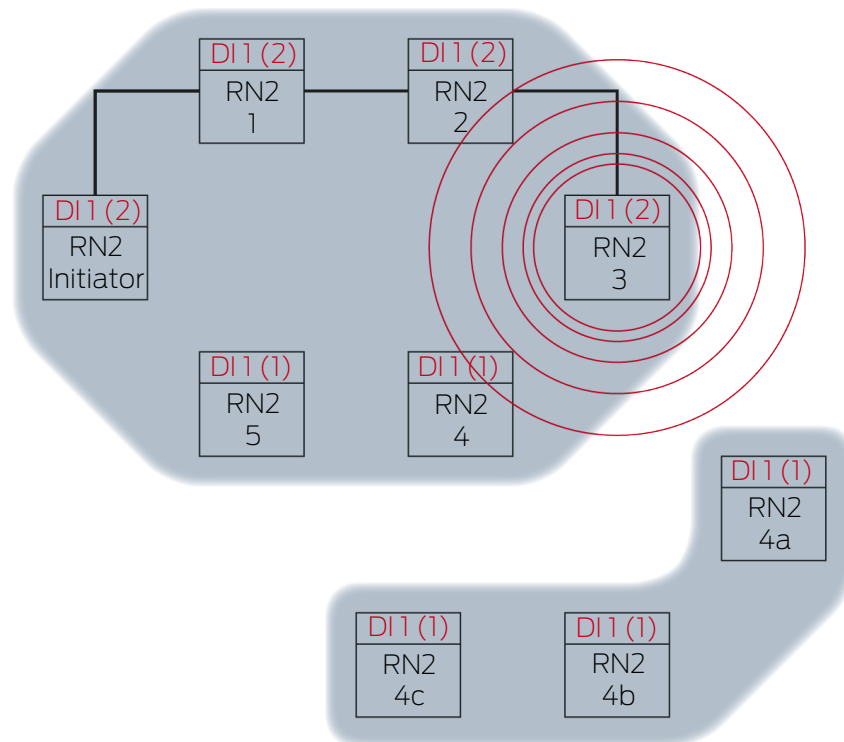 DI 1 (2)
RN2
1
DI 1 (2)
RN2
2
DI 1 (2)
RN2
Initiator
DI 1 (2)
RN2
3
DI 1 (1)
RN2
5
DI 1 (1)
RN2
4
DI 1 (1)
RN2
4a
DI 1 (1)
RN2
4c
DI 1 (1)
RN2
4b